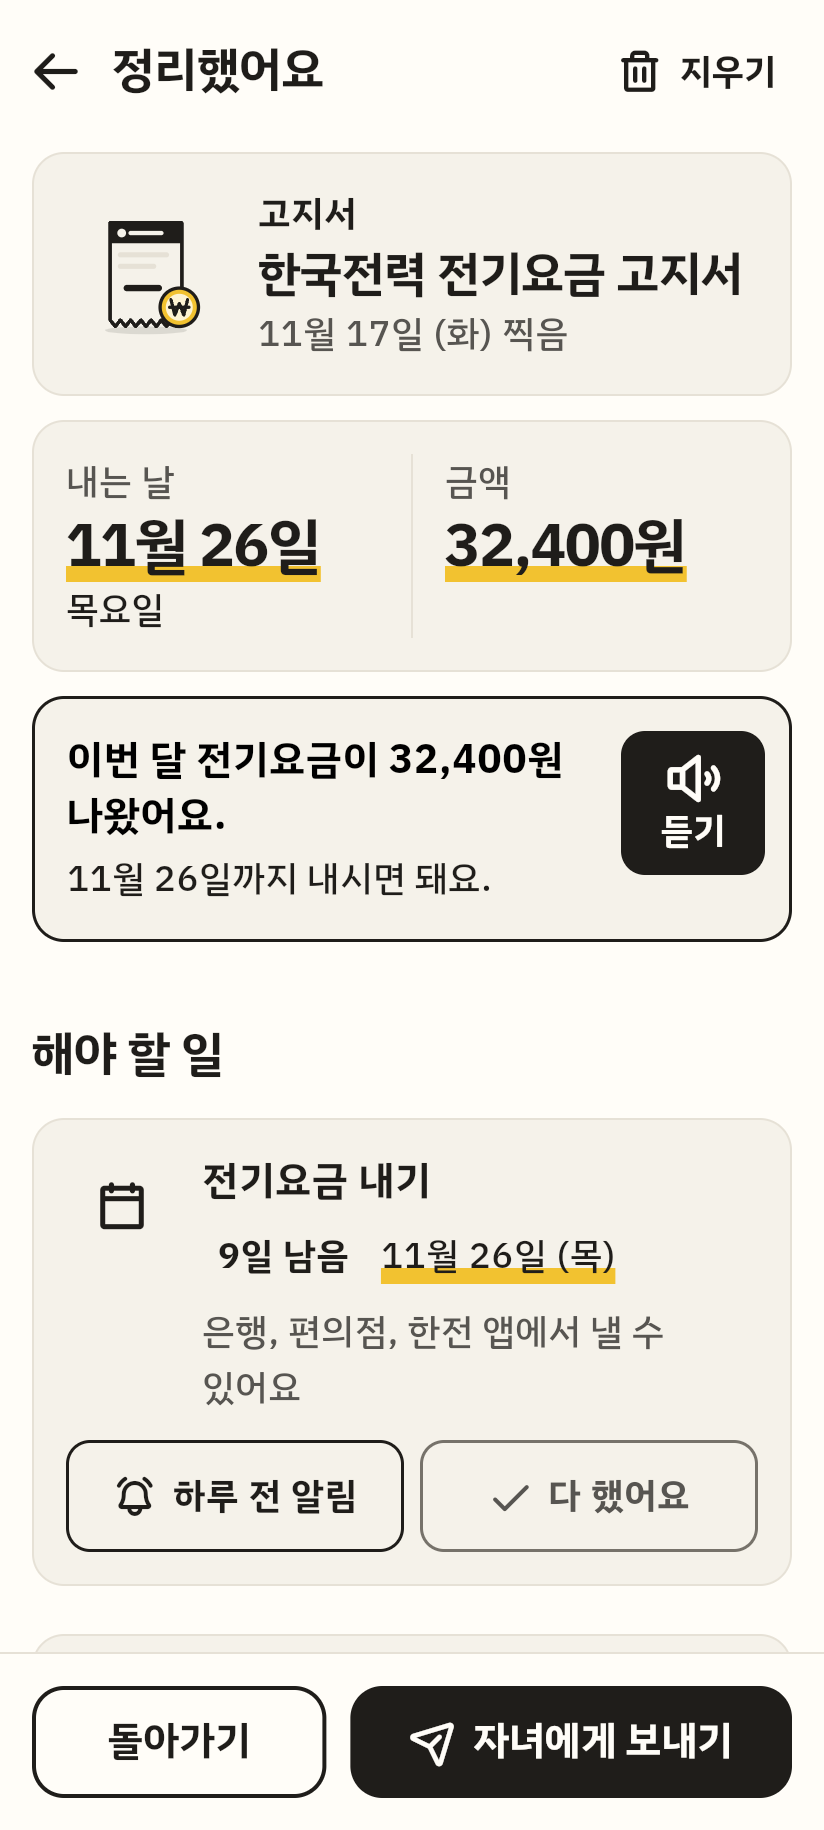 정리했어요
지우기
고지서
한국전력 전기요금 고지서
11월 17일 (화) 찍음
내는 날
11월 26일
목요일
금액
32,400원
이번 달 전기요금이 32,400원
나왔어요.
11월 26일까지 내시면 돼요.
듣기
해야 할 일
전기요금 내기
9일 남음 11월 26일 (목)
은행, 편의점, 한전 앱에서 낼 수
있어요
하루 전 알림
다 했어요
돌아가기
자녀에게 보내기